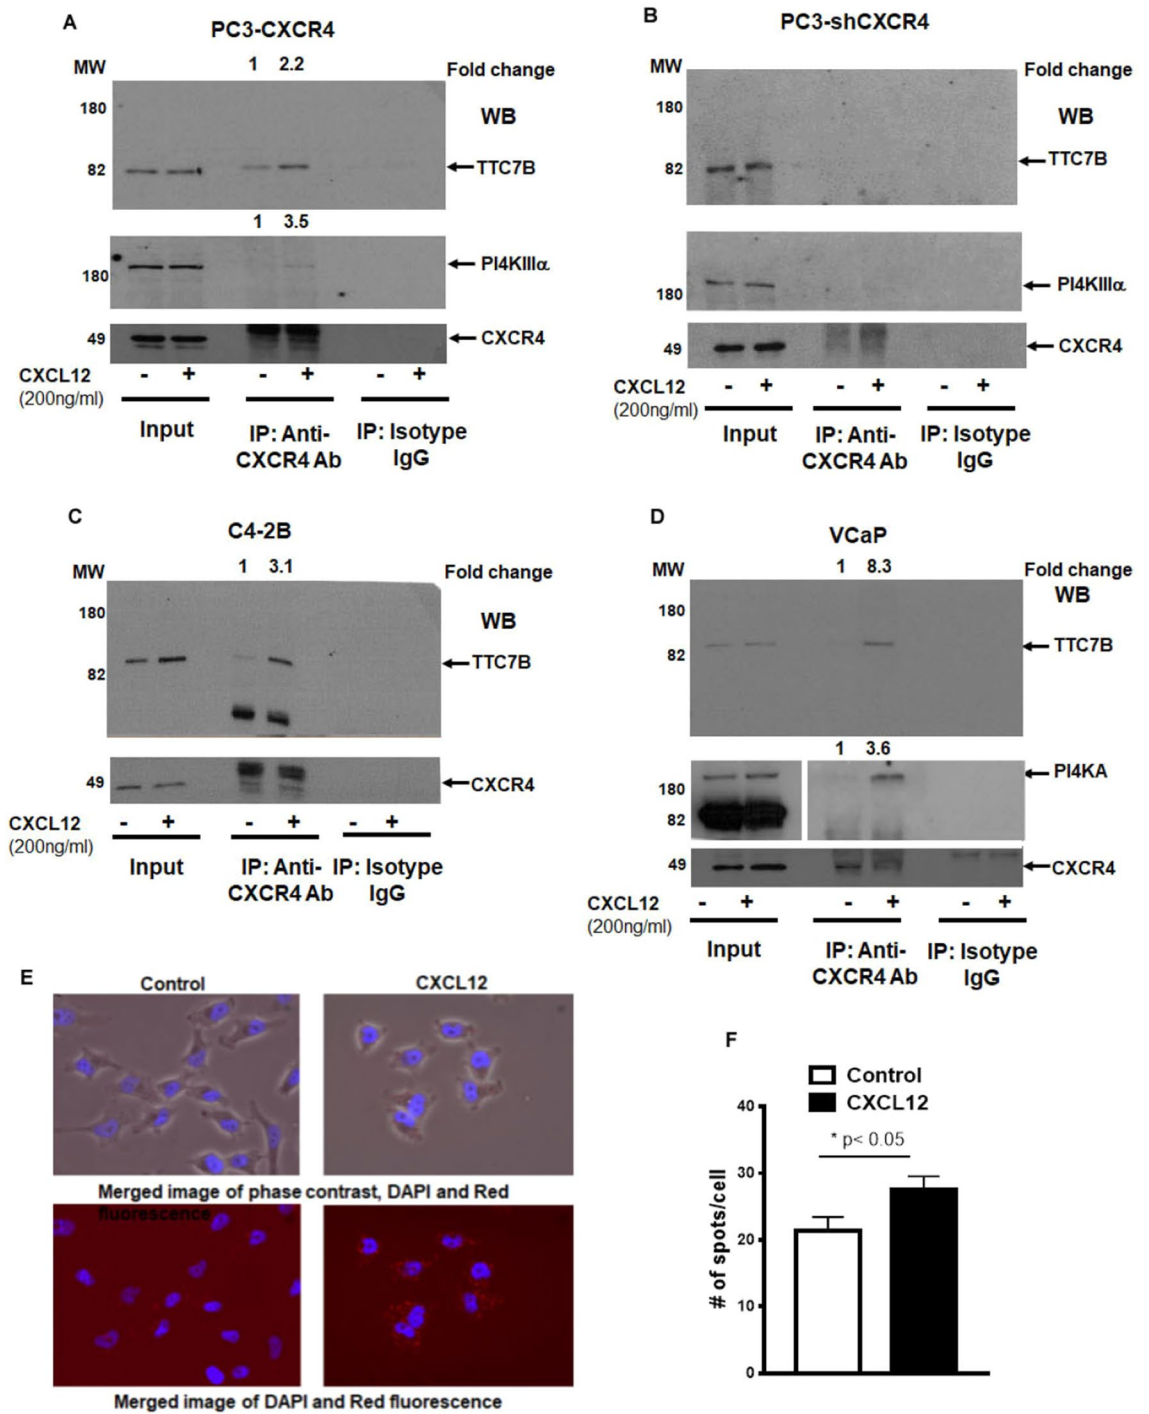 A
PC3-CXCR4
MW
1 2.2
Fold change
180
WB
82
TTC7B
1 3.5
180
PI4KIIIα
49
CXCR4
CXCL12 - + - + - +
(200ng/ml)
Input
IP: Anti-
CXCR4 Ab
IP: Isotype
IgG
B
PC3-shCXCR4
MW
Fold change
180
WB
82
TTC7B
180
PI4KIIIα
49
CXCR4
CXCL12 - + - + - +
(200ng/ml)
Input
IP: Anti-
CXCR4 Ab
IP: Isotype
IgG
C
C4-2B
MW
1 3.1
Fold change
180
WB
82
TTC7B
49
CXCR4
CXCL12 - + - + - +
(200ng/ml)
Input
IP: Anti-
CXCR4 Ab
IP: Isotype
IgG
D
VCaP
MW
1 8.3
Fold change
WB
180
82
TTC7B
1 3.6
PI4KA
180
82
49
CXCR4
CXCL12 - + - + - +
(200ng/ml)
Input
IP: Anti-
CXCR4 Ab
IP: Isotype
IgG
E
Control
CXCL12
Merged image of phase contrast, DAPI and Red
fluorescence
Merged image of DAPI and Red fluorescence
F
Control
CXCL12
* p< 0.05
# of spots/cell
40
30
20
10
0